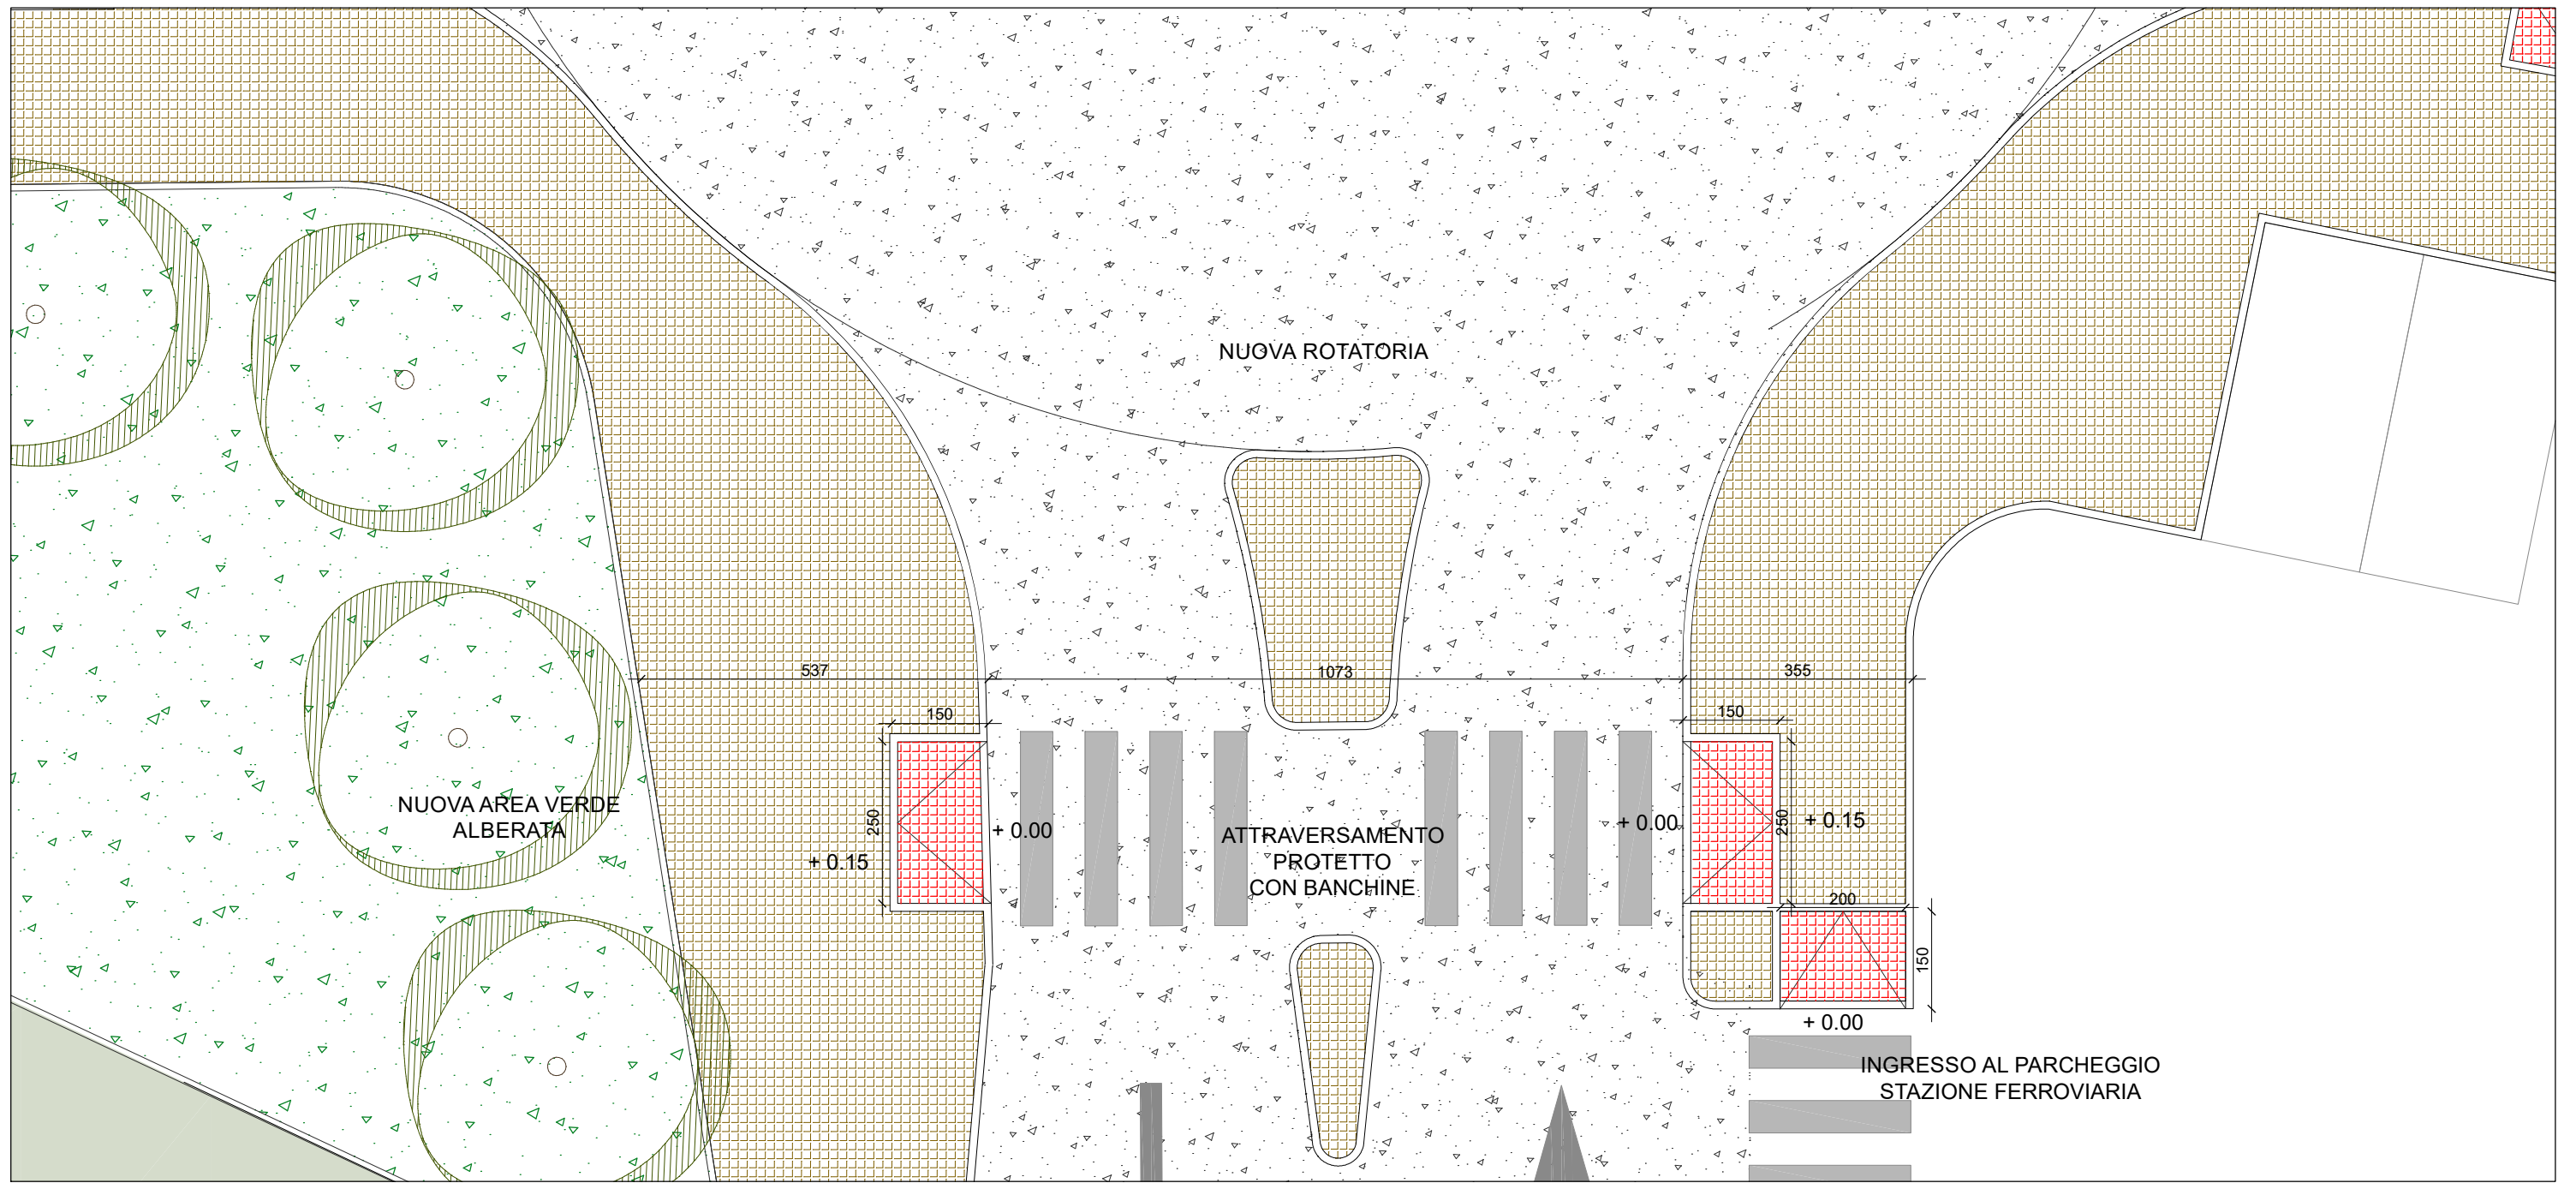 NUOVA ROTATORIA
537
1073
355
150
150
250
250
NUOVA AREA VERDE
ALBERATA
+ 0.15
+ 0.00
ATTRAVERSAMENTO
PROTETTO
CON BANCHINE
+ 0.00
+ 0.15
200
150
+ 0.00
INGRESSO AL PARCHEGGIO
STAZIONE FERROVIARIA